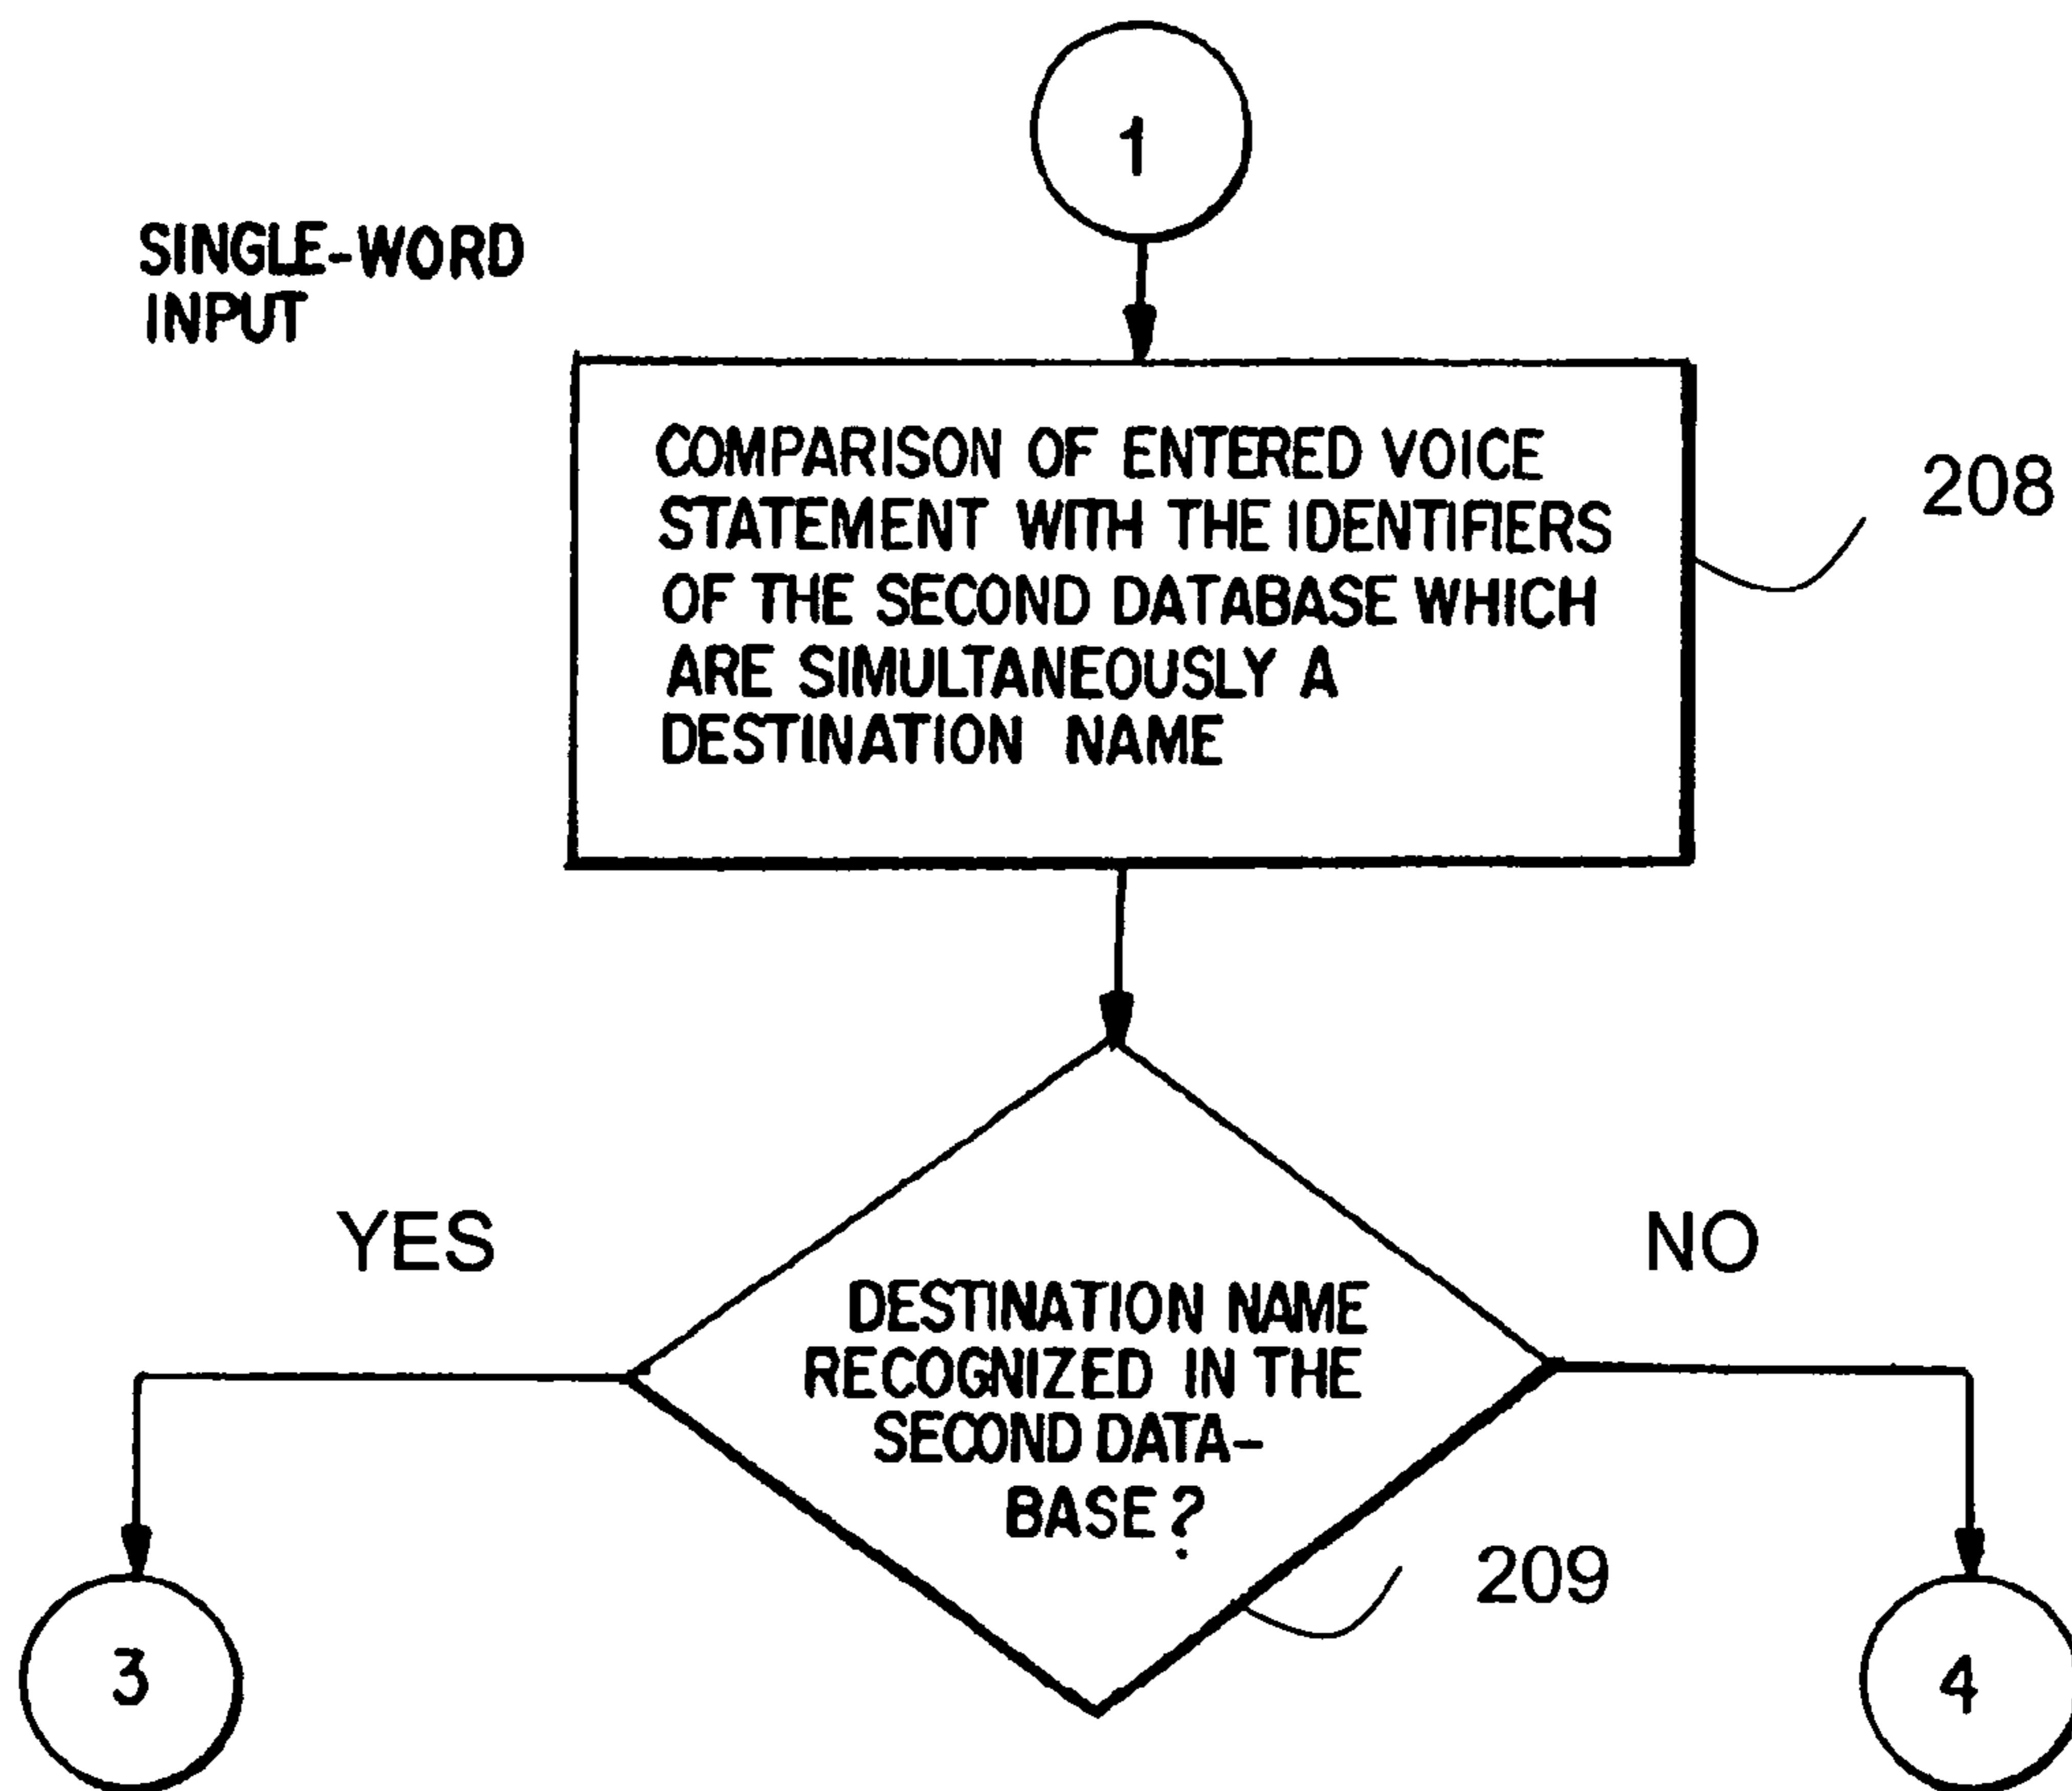 1
SINGLE-WORD
INPUT
COMPARISON OF ENTERED VOICE
STATEMENT WITH THE IDENTIFIERS
OF THE SECOND DATABASE WHICH
ARE SIMULTANEOUSLY A
DESTINATION NAME
208
YES
NO
DESTINATION NAME
RECOGNIZED IN THE
SECOND DATA-
BASE?
209
3
4